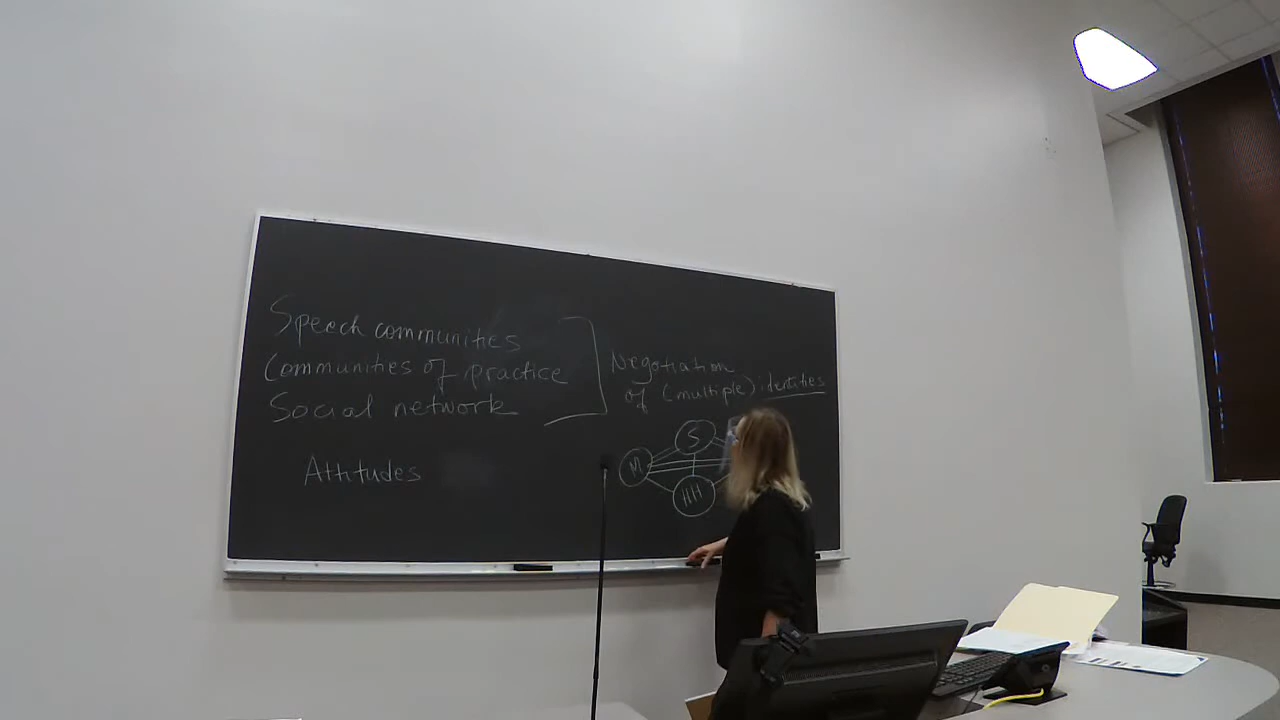 Speech communities
Communities of practice
Social network
Attitudes
Negotiation
of (multiple) identities
S
M
HH